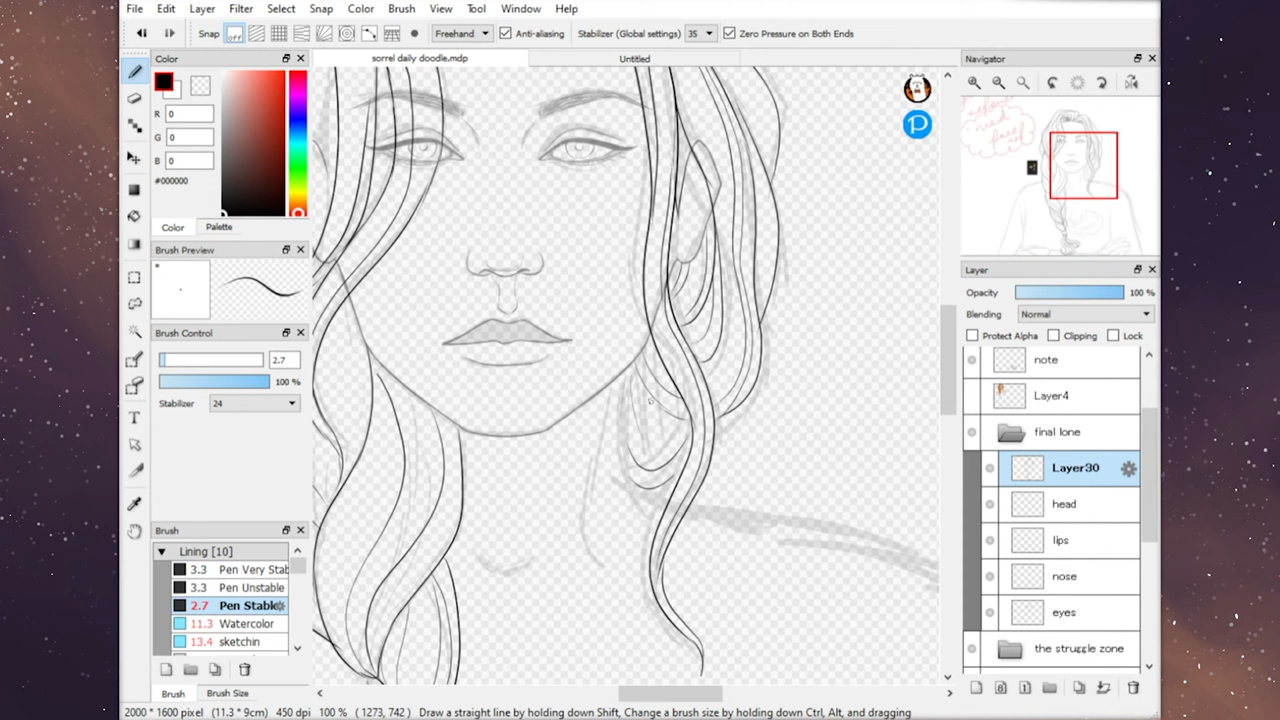 File Edit Layer Filter Select Snap Color Brush View Tool Window Help
Snap off Freehand Anti-aliasing Stabilizer (Global settings) 35 Zero Pressure on Both Ends
Color
sorrel daily doodle.mdp
Untitled
Navigator
R 0
G 0
B 0
#000000
Color Palette
Brush Preview
Brush Control
2.7
100 %
Stabilizer 24
Brush
Lining [10]
3.3 Pen Very Stab
3.3 Pen Unstable
2.7 Pen Stable
11.3 Watercolor
13.4 sketchin
Brush Brush Size
need
Layer
Opacity 100 %
Blending Normal
Protect Alpha Clipping Lock
note
Layer4
final lone
Layer30
head
lips
nose
eyes
the struggle zone
2000 * 1600 pixel (11.3 * 9cm) 450 dpi 100 % ( 1273, 742 ) Draw a straight line by holding down Shift, Change a brush size by holding down Ctrl, Alt, and dragging